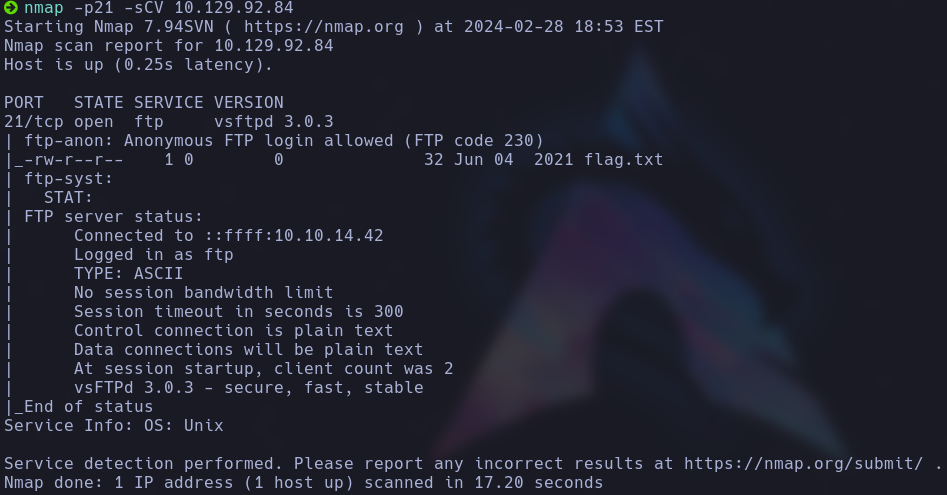 nmap -p21 -sCV 10.129.92.84
Starting Nmap 7.94SVN ( https://nmap.org ) at 2024-02-28 18:53 EST
Nmap scan report for 10.129.92.84
Host is up (0.25s latency).

PORT   STATE SERVICE VERSION
21/tcp open  ftp     vsftpd 3.0.3
| ftp-anon: Anonymous FTP login allowed (FTP code 230)
|_-rw-r--r--    1 0        0              32 Jun 04  2021 flag.txt
| ftp-syst:
|   STAT:
| FTP server status:
|      Connected to ::ffff:10.10.14.42
|      Logged in as ftp
|      TYPE: ASCII
|      No session bandwidth limit
|      Session timeout in seconds is 300
|      Control connection is plain text
|      Data connections will be plain text
|      At session startup, client count was 2
|      vsFTPd 3.0.3 - secure, fast, stable
|_End of status
Service Info: OS: Unix

Service detection performed. Please report any incorrect results at https://nmap.org/submit/ .
Nmap done: 1 IP address (1 host up) scanned in 17.20 seconds